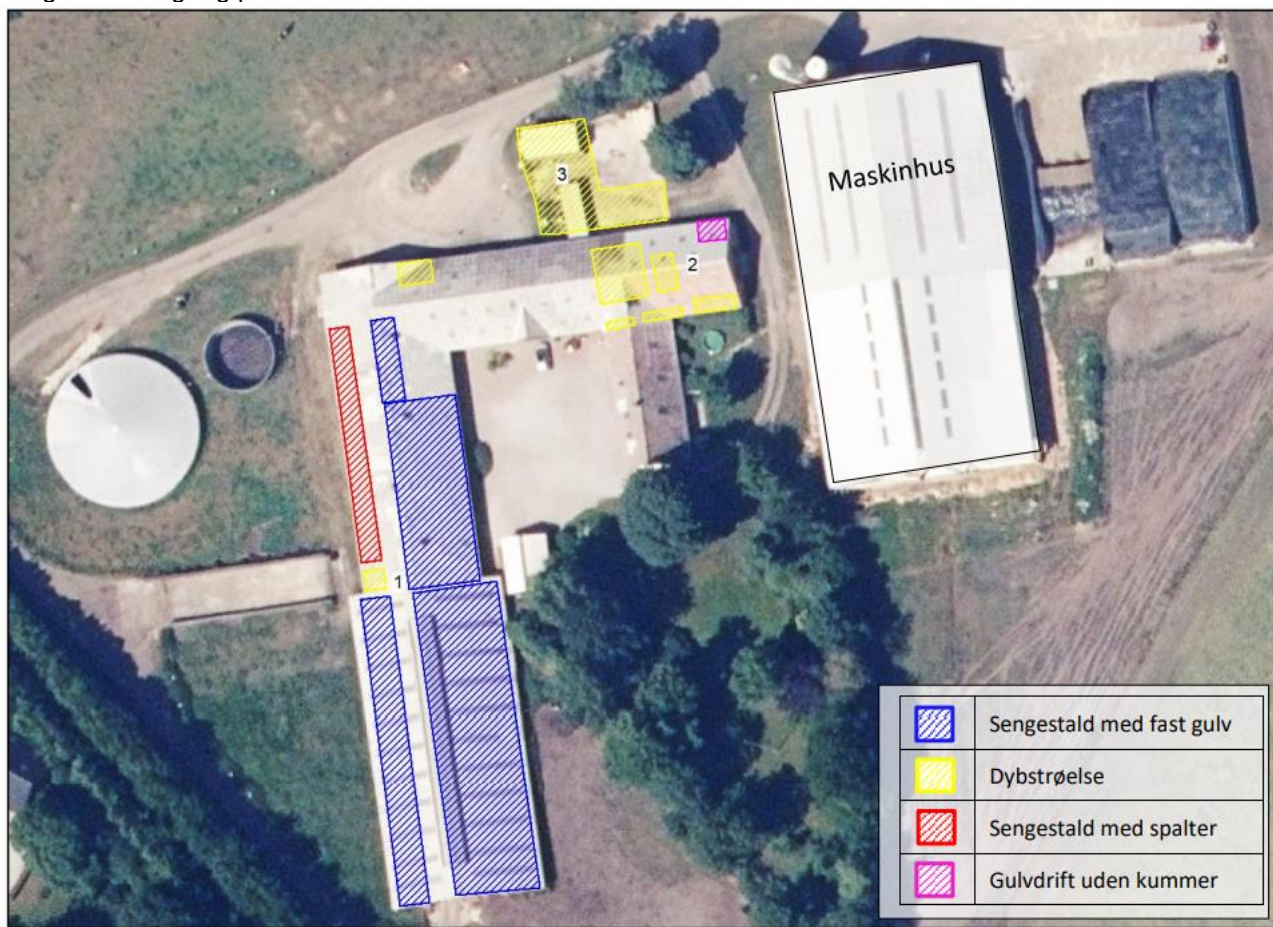 Maskinhus
3
2
1
Sengestald med fast gulv
Dybstrøelse
Sengestald med spalter
Gulvdrift uden kummer